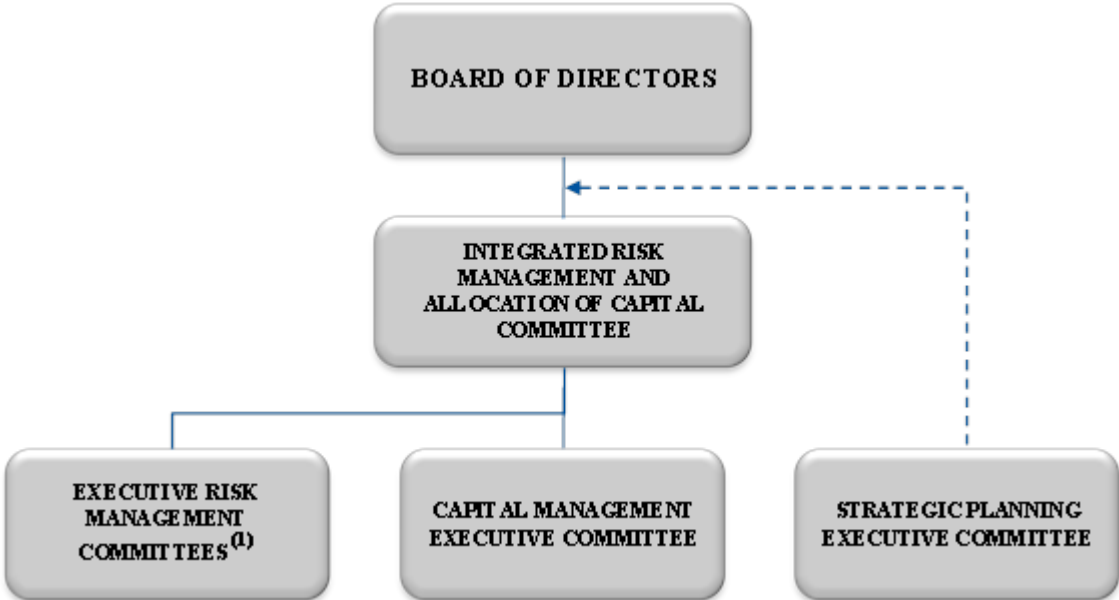 BOARD OF DIRECTORS
INTEGRATED RISK
MANAGEMENT AND
ALLOCATION OF CAPITAL
COMMITTEE
EXECUTIVE RISK
MANAGEMENT
COMMITTEES(1)
CAPITAL MANAGEMENT
EXECUTIVE COMMITTEE
STRATEGIC PLANNING
EXECUTIVE COMMITTEE